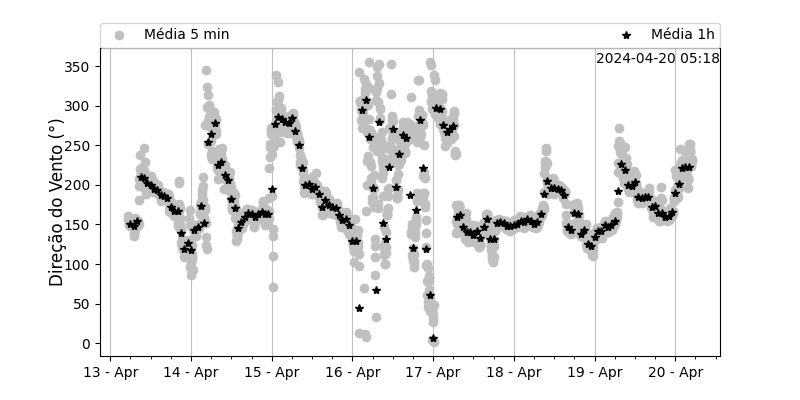 Média 5 min
Média 1h
2024-04-20 05:18
Direção do Vento (°)
350
300
250
200
150
100
50
0
13 - Apr
14 - Apr
15 - Apr
16 - Apr
17 - Apr
18 - Apr
19 - Apr
20 - Apr